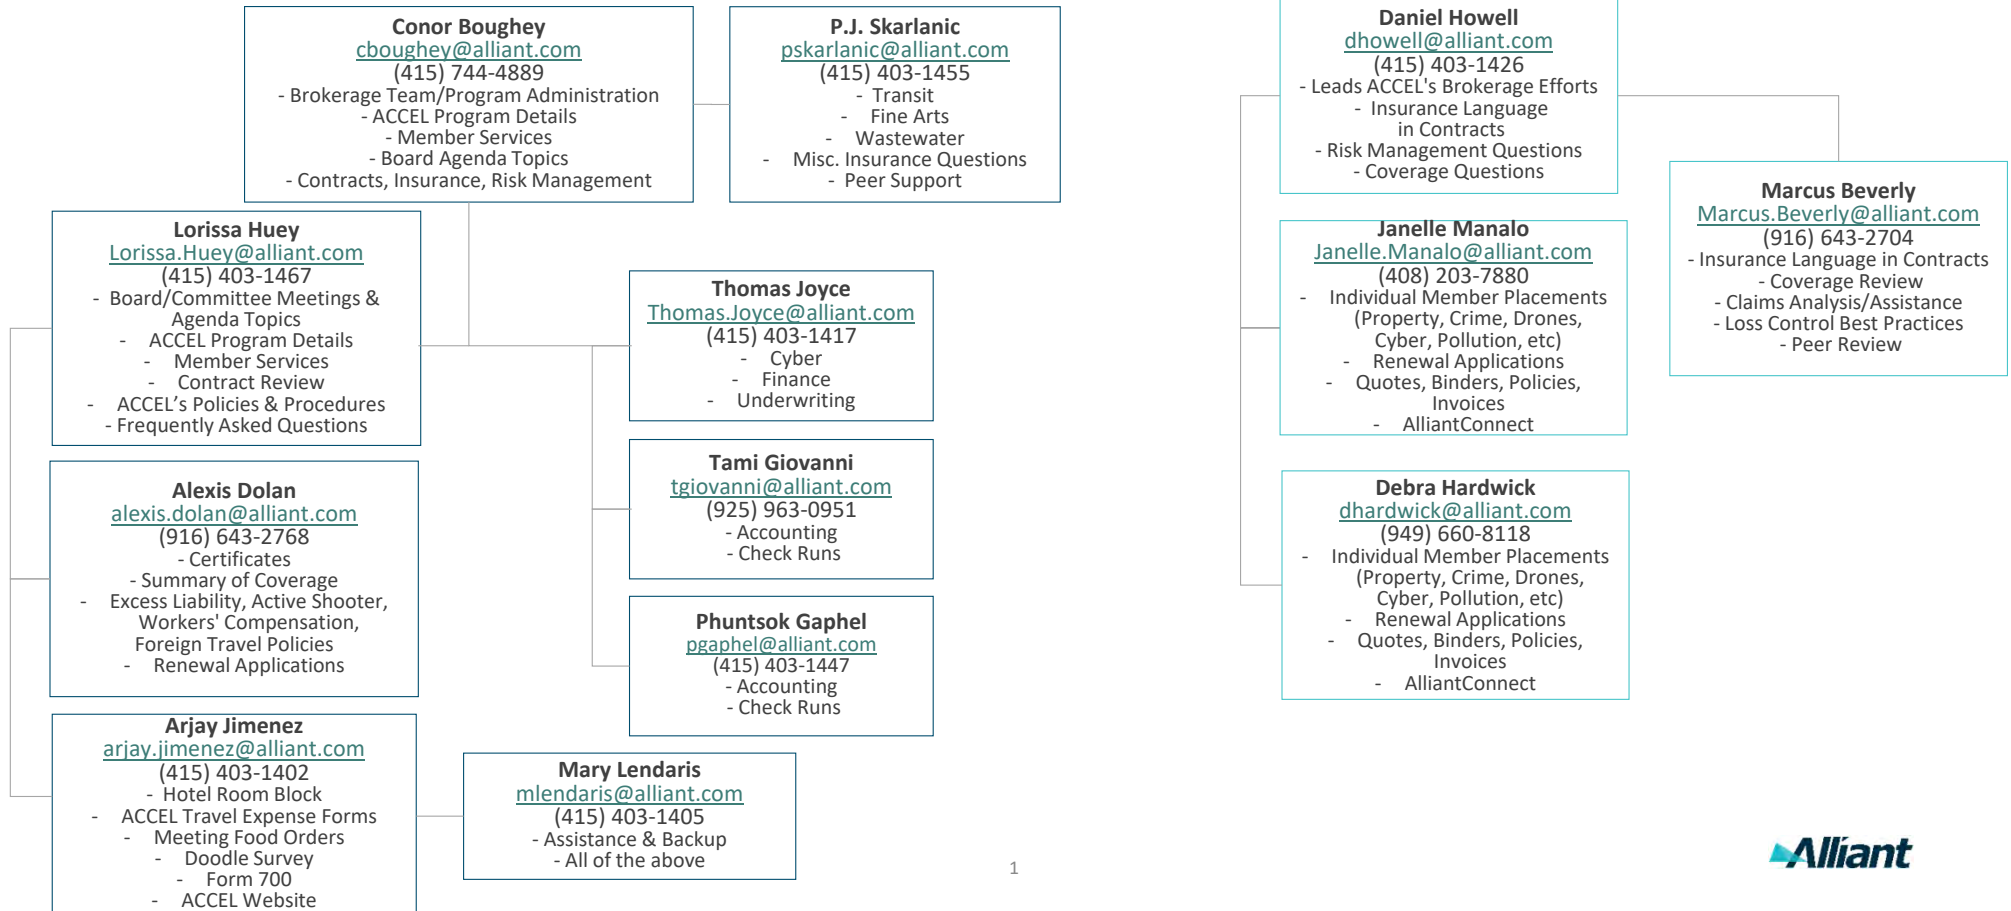 Conor Boughey
cboughey@alliant.com
(415) 744-4889
- Brokerage Team/Program Administration
- ACCEL Program Details
- Member Services
- Board Agenda Topics
- Contracts, Insurance, Risk Management
P.J. Skarlanic
pskarlanic@alliant.com
(415) 403-1455
- Transit
- Fine Arts
- Wastewater
- Misc. Insurance Questions
- Peer Support
Lorissa Huey
Lorissa.Huey@alliant.com
(415) 403-1467
- Board/Committee Meetings &
Agenda Topics
- ACCEL Program Details
- Member Services
- Contract Review
- ACCEL’s Policies & Procedures
- Frequently Asked Questions
Thomas Joyce
Thomas.Joyce@alliant.com
(415) 403-1417
- Cyber
- Finance
- Underwriting
Tami Giovanni
tgiovanni@alliant.com
(925) 963-0951
- Accounting
- Check Runs
Alexis Dolan
alexis.dolan@alliant.com
(916) 643-2768
- Certificates
- Summary of Coverage
- Excess Liability, Active Shooter,
Workers' Compensation,
Foreign Travel Policies
- Renewal Applications
Phuntsok Gaphel
pgaphel@alliant.com
(415) 403-1447
- Accounting
- Check Runs
Arjay Jimenez
arjay.jimenez@alliant.com
(415) 403-1402
- Hotel Room Block
- ACCEL Travel Expense Forms
- Meeting Food Orders
- Doodle Survey
- Form 700
- ACCEL Website
Mary Lendaris
mlendaris@alliant.com
(415) 403-1405
- Assistance & Backup
- All of the above
Daniel Howell
dhowell@alliant.com
(415) 403-1426
- Leads ACCEL's Brokerage Efforts
- Insurance Language
in Contracts
- Risk Management Questions
- Coverage Questions
Marcus Beverly
Marcus.Beverly@alliant.com
(916) 643-2704
- Insurance Language in Contracts
- Coverage Review
- Claims Analysis/Assistance
- Loss Control Best Practices
- Peer Review
Janelle Manalo
Janelle.Manalo@alliant.com
(408) 203-7880
- Individual Member Placements
(Property, Crime, Drones,
Cyber, Pollution, etc)
- Renewal Applications
- Quotes, Binders, Policies,
Invoices
- AlliantConnect
Debra Hardwick
dhardwick@alliant.com
(949) 660-8118
- Individual Member Placements
(Property, Crime, Drones,
Cyber, Pollution, etc)
- Renewal Applications
- Quotes, Binders, Policies,
Invoices
- AlliantConnect
1
Alliant